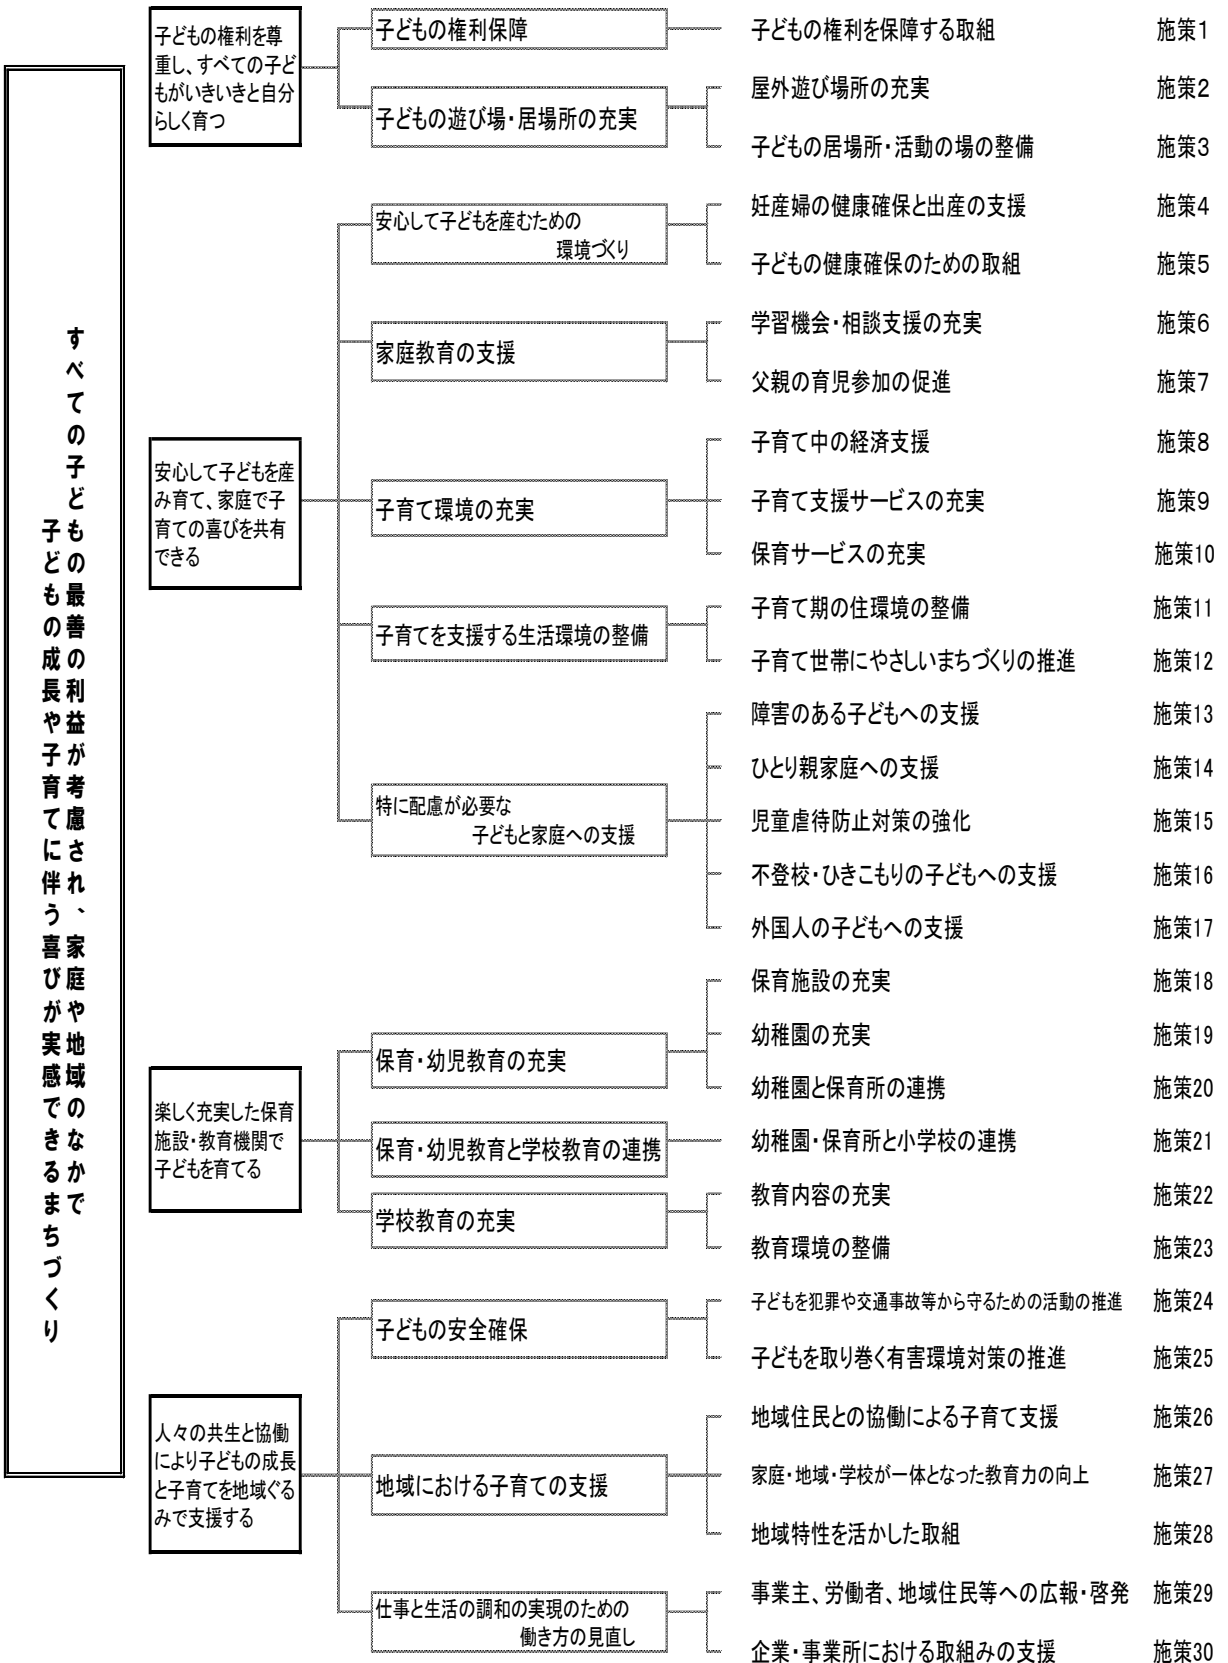 すべての子どもの最善の利益が考慮され、家庭や地域のなかで
子どもの成長や子育てに伴う喜びが実感できるまちづくり
子どもの権利を尊
重し、すべての子ど
もがいきいきと自分
らしく育つ
子どもの権利保障
子どもの権利を保障する取組 施策1
子どもの遊び場・居場所の充実
屋外遊び場所の充実 施策2
子どもの居場所・活動の場の整備 施策3
安心して子どもを産
み育て、家庭で子
育ての喜びを共有
できる
安心して子どもを産むための
環境づくり
妊産婦の健康確保と出産の支援 施策4
子どもの健康確保のための取組 施策5
家庭教育の支援
学習機会・相談支援の充実 施策6
父親の育児参加の促進 施策7
子育て環境の充実
子育て中の経済支援 施策8
子育て支援サービスの充実 施策9
保育サービスの充実 施策10
子育てを支援する生活環境の整備
子育て期の住環境の整備 施策11
子育て世帯にやさしいまちづくりの推進 施策12
特に配慮が必要な
子どもと家庭への支援
障害のある子どもへの支援 施策13
ひとり親家庭への支援 施策14
児童虐待防止対策の強化 施策15
不登校・ひきこもりの子どもへの支援 施策16
外国人の子どもへの支援 施策17
楽しく充実した保育
施設・教育機関で
子どもを育てる
保育・幼児教育の充実
保育施設の充実 施策18
幼稚園の充実 施策19
幼稚園と保育所の連携 施策20
保育・幼児教育と学校教育の連携
幼稚園・保育所と小学校の連携 施策21
学校教育の充実
教育内容の充実 施策22
教育環境の整備 施策23
人々の共生と協働
により子どもの成長
と子育てを地域ぐる
みで支援する
子どもの安全確保
子どもを犯罪や交通事故等から守るための活動の推進 施策24
子どもを取り巻く有害環境対策の推進 施策25
地域における子育ての支援
地域住民との協働による子育て支援 施策26
家庭・地域・学校が一体となった教育力の向上 施策27
地域特性を活かした取組 施策28
仕事と生活の調和の実現のための
働き方の見直し
事業主、労働者、地域住民等への広報・啓発 施策29
企業・事業所における取組みの支援 施策30